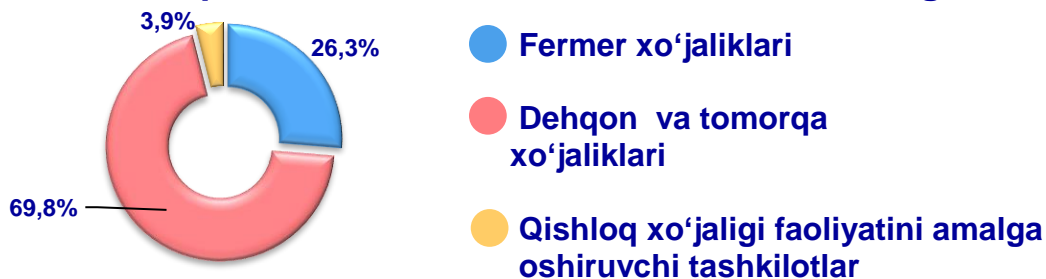 3,9%
26,3%
69,8%
Fermer xo‘jaliklari
Dehqon va tomorqa
xo‘jaliklari
Qishloq xo‘jaligi faoliyatini amalga
oshiruvchi tashkilotlar